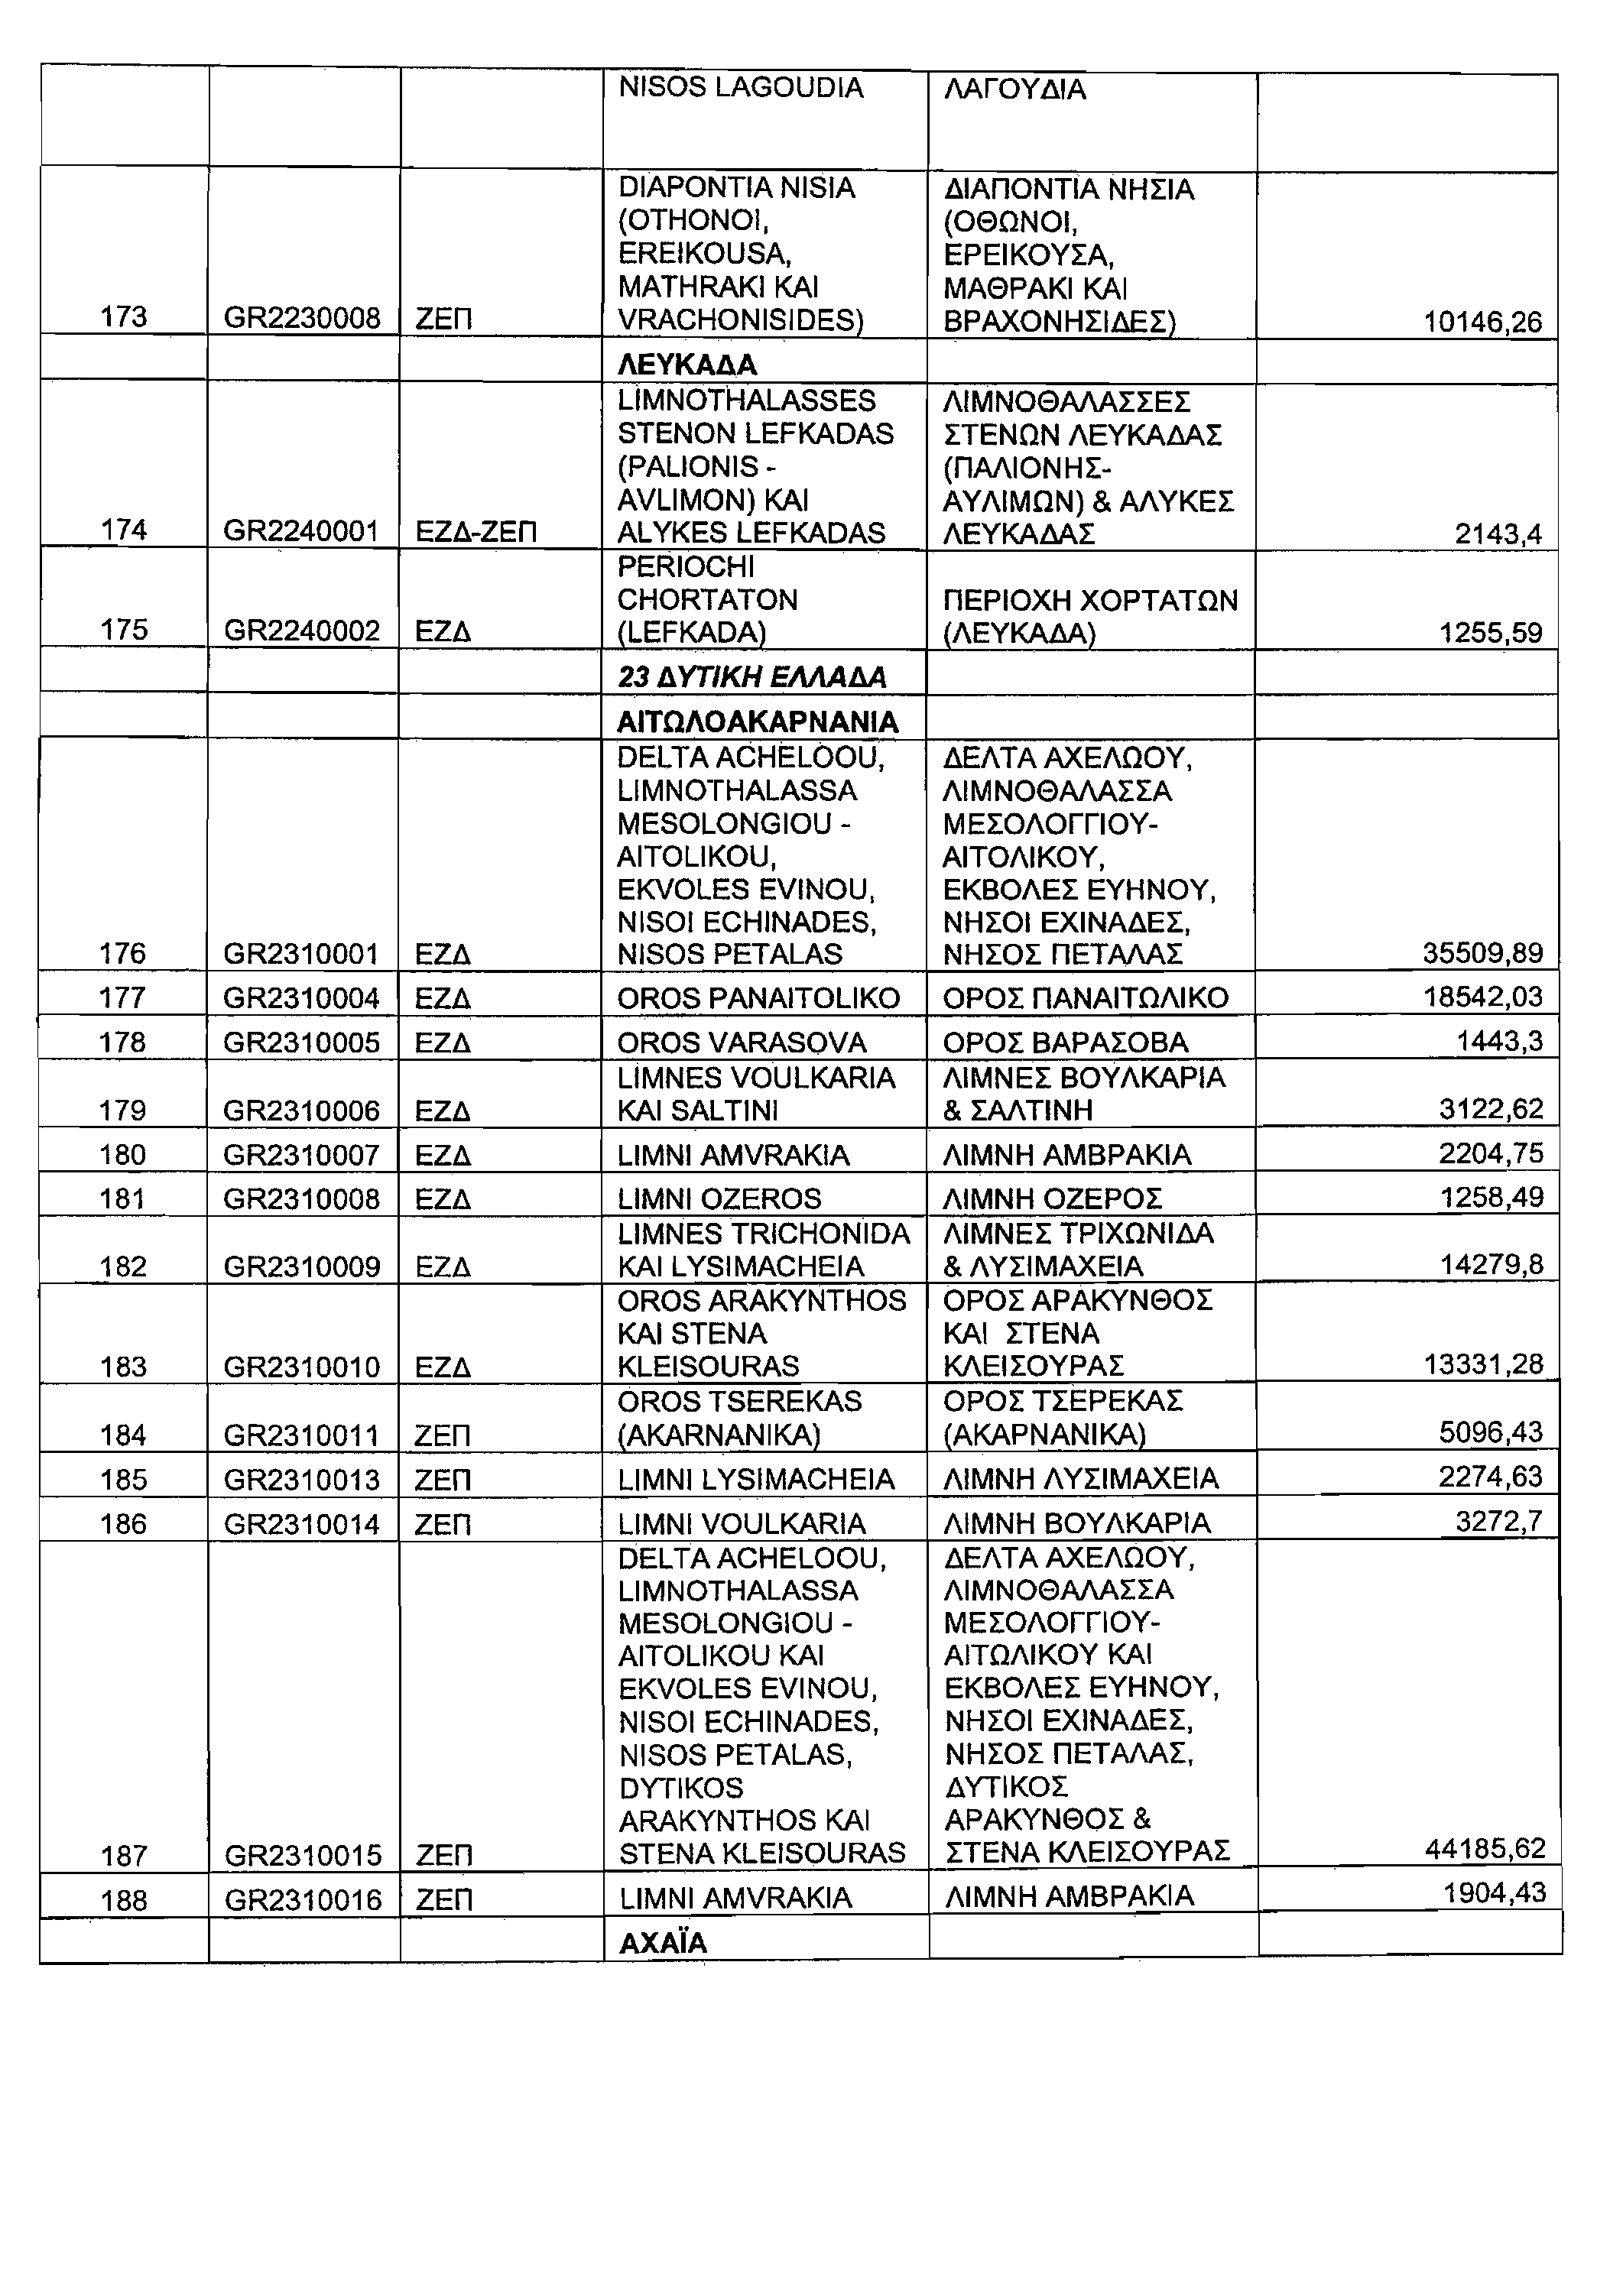 NISOS LAGOUDIA ΛΑΓΟΥΔΙΑ
DIAPONTIA NISIA ΔΙΑΠΟΝΤΙΑ ΝΗΣΙΑ
(OTHONOI, (ΟΘΩΝΟΙ,
EREIKOUSA, ΕΡΕΙΚΟΥΣΑ,
MATHRAKI KAI ΜΑΘΡΑΚΙ ΚΑΙ
173 GR2230008 ΖΕΠ VRACHONISIDES) ΒΡΑΧΟΝΗΣΙΔΕΣ) 10146,26
ΛΕΥΚΑΔΑ
LIMNOTHALASSES ΛΙΜΝΟΘΑΛΑΣΣΕΣ
STENON LEFKADAS ΣΤΕΝΩΝ ΛΕΥΚΑΔΑΣ
(PALIONIS - (ΠΑΛΙΟΝΗΣ-
AVLIMON) KAI ΑΥΛΙΜΩΝ) & ΑΛΥΚΕΣ
174 GR2240001 ΕΖΔ-ΖΕΠ ALYKES LEFKADAS ΛΕΥΚΑΔΑΣ 2143,4
PERIOCHI
CHORTATON ΠΕΡΙΟΧΗ ΧΟΡΤΑΤΩΝ
175 GR2240002 ΕΖΔ (LEFKADA) (ΛΕΥΚΑΔΑ) 1255,59
23 ΔΥΤΙΚΗ ΕΛΛΑΔΑ
ΑΙΤΩΛΟΑΚΑΡΝΑΝΙΑ
DELTA ACHELOOU, ΔΕΛΤΑ ΑΧΕΛΩΟΥ,
LIMNOTHALASSA ΛΙΜΝΟΘΑΛΑΣΣΑ
MESOLONGIOU - ΜΕΣΟΛΟΓΓΙΟΥ-
AITOLIKOU, ΑΙΤΟΛΙΚΟΥ,
EKVOLES EVINOU, ΕΚΒΟΛΕΣ ΕΥΗΝΟΥ,
NISOI ECHINADES, ΝΗΣΟΙ ΕΧΙΝΑΔΕΣ,
176 GR2310001 ΕΖΔ NISOS PETALAS ΝΗΣΟΣ ΠΕΤΑΛΑΣ 35509,89
177 GR2310004 ΕΖΔ OROS PANAITOLIKO ΟΡΟΣ ΠΑΝΑΙΤΩΛΙΚΟ 18542,03
178 GR2310005 ΕΖΔ OROS VARASOVA ΟΡΟΣ ΒΑΡΑΣΟΒΑ 1443,3
LIMNES VOULKARIA ΛΙΜΝΕΣ ΒΟΥΛΚΑΡΙΑ
179 GR2310006 ΕΖΔ KAI SALTINI & ΣΑΛΤΙΝΗ 3122,62
180 GR2310007 ΕΖΔ LIMNI AMVRAKIA ΛΙΜΝΗ ΑΜΒΡΑΚΙΑ 2204,75
181 GR2310008 ΕΖΔ LIMNI OZEROS ΛΙΜΝΗ ΟΖΕΡΟΣ 1258,49
LIMNES TRICHONIDA ΛΙΜΝΕΣ ΤΡΙΧΩΝΙΔΑ
182 GR2310009 ΕΖΔ KAI LYSIMACHEIA & ΛΥΣΙΜΑΧΕΙΑ 14279,8
OROS ARAKYNTHOS ΟΡΟΣ ΑΡΑΚΥΝΘΟΣ
KAI STENA ΚΑΙ ΣΤΕΝΑ
183 GR2310010 ΕΖΔ KLEISOURAS ΚΛΕΙΣΟΥΡΑΣ 13331,28
OROS TSEREKAS ΟΡΟΣ ΤΣΕΡΕΚΑΣ
184 GR2310011 ΖΕΠ (AKARNANIKA) (ΑΚΑΡΝΑΝΙΚΑ) 5096,43
185 GR2310013 ΖΕΠ LIMNI LYSIMACHEIA ΛΙΜΝΗ ΛΥΣΙΜΑΧΕΙΑ 2274,63
186 GR2310014 ΖΕΠ LIMNI VOULKARIA ΛΙΜΝΗ ΒΟΥΛΚΑΡΙΑ 3272,7
DELTA ACHELOOU, ΔΕΛΤΑ ΑΧΕΛΩΟΥ,
LIMNOTHALASSA ΛΙΜΝΟΘΑΛΑΣΣΑ
MESOLONGIOU - ΜΕΣΟΛΟΓΓΙΟΥ-
AITOLIKOU KAI ΑΙΤΩΛΙΚΟΥ ΚΑΙ
EKVOLES EVINOU, ΕΚΒΟΛΕΣ ΕΥΗΝΟΥ,
NISOI ECHINADES, ΝΗΣΟΙ ΕΧΙΝΑΔΕΣ,
NISOS PETALAS, ΝΗΣΟΣ ΠΕΤΑΛΑΣ,
DYTIKOS ΔΥΤΙΚΟΣ
ARAKYNTHOS KAI ΑΡΑΚΥΝΘΟΣ &
187 GR2310015 ΖΕΠ STENA KLEISOURAS ΣΤΕΝΑ ΚΛΕΙΣΟΥΡΑΣ 44185,62
188 GR2310016 ΖΕΠ LIMNI AMVRAKIA ΛΙΜΝΗ ΑΜΒΡΑΚΙΑ 1904,43
ΑΧΑΪΑ